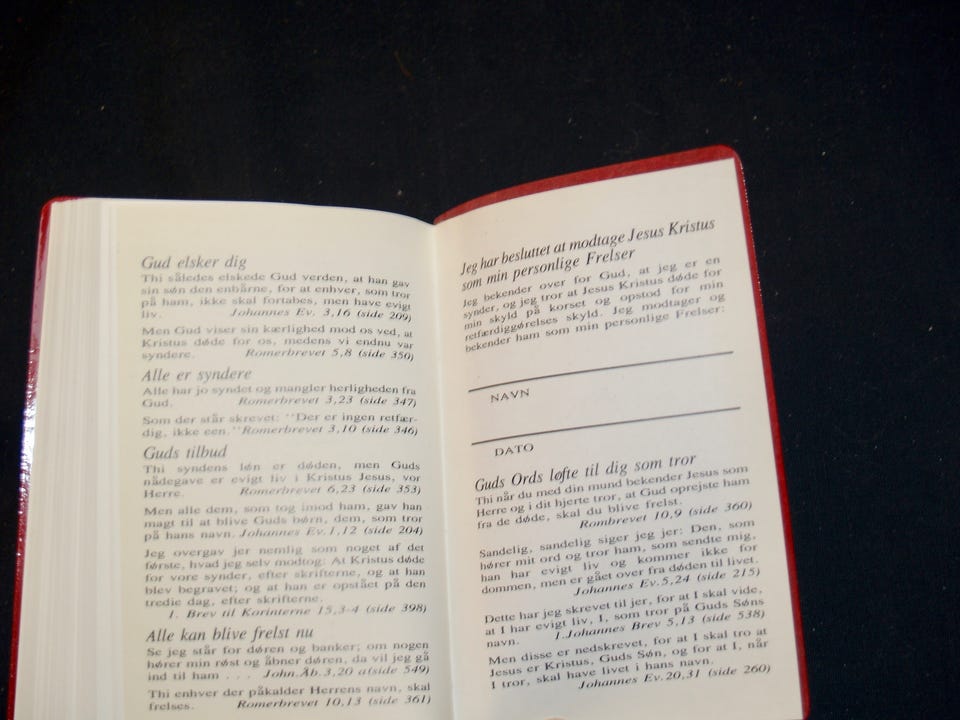 Gud elsker dig
Thi således elskede Gud verden, at han gav
sin søn den enbårne, for at enhver, som tror
på ham, ikke skal fortabes, men have evigt
liv. Johannes Ev. 3,16 (side 209)
Men Gud viser sin kærlighed mod os ved, at
Kristus døde for os, medens vi endnu var
syndere. Romerbrevet 5,8 (side 350)
Alle er syndere
Alle har jo syndet og mangler herligheden fra
Gud. Romerbrevet 3,23 (side 347)
Som der står skrevet: "Der er ingen retfær-
dig, ikke een." Romerbrevet 3,10 (side 346)
Guds tilbud
Thi syndens løn er døden, men Guds
nådegave er evigt liv i Kristus Jesus, vor
Herre. Romerbrevet 6,23 (side 353)
Men alle dem, som tog imod ham, gav han
magt til at blive Guds børn, dem, som tror
på hans navn. Johannes Ev. 1,12 (side 204)
Jeg overgav jer nemlig som noget af det
første, hvad jeg selv modtog: At Kristus døde
for vore synder, efter skrifterne, og at han
blev begravet; og at han er opstået på den
tredie dag, efter skrifterne.
1. Brev til Korinterne 15,3-4 (side 398)
Alle kan blive frelst nu
Se jeg står for døren og banker; om nogen
hører min røst og åbner døren, da vil jeg gå
ind til ham . . . John.Åb.3,20 a(side 549)
Thi enhver der påkalder Herrens navn, skal
frelses. Romerbrevet 10,13 (side 361)
Jeg har besluttet at modtage Jesus Kristus
som min personlige Frelser
Jeg bekender over for Gud, at jeg er en
synder, og jeg tror at Jesus Kristus døde for
min skyld på korset og opstod for min
retfærdiggørelses skyld. Jeg modtager og
bekender ham som min personlige Frelser:
NAVN
DATO
Guds Ords løfte til dig som tror
Thi når du med din mund bekender Jesus som
Herre og i dit hjerte tror, at Gud oprejste ham
fra de døde, skal du blive frelst.
Rombrevet 10,9 (side 360)
Sandelig, sandelig siger jeg jer: Den, som
hører mit ord og tror ham, som sendte mig,
han har evigt liv og kommer ikke for
dommen, men er gået over fra døden til livet.
Johannes Ev.5,24 (side 215)
Dette har jeg skrevet til jer, for at I skal vide,
at I har evigt liv, I, som tror på Guds Søns
navn. 1.Johannes Brev 5,13 (side 538)
Men disse er nedskrevet, for at I skal tro at
Jesus er Kristus, Guds Søn, og for at I, når
I tror, skal have livet i hans navn.
Johannes Ev.20,31 (side 260)